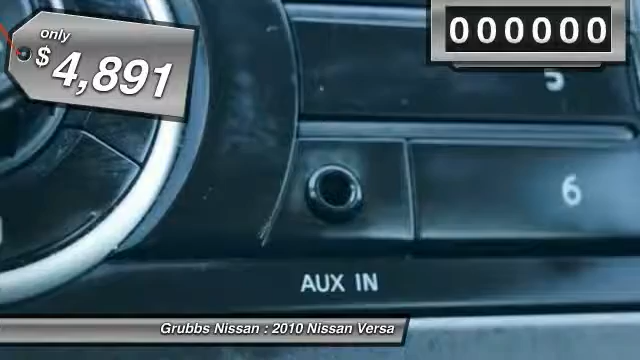 only
$4,891
000000
5
6
AUX IN
Grubbs Nissan : 2010 Nissan Versa